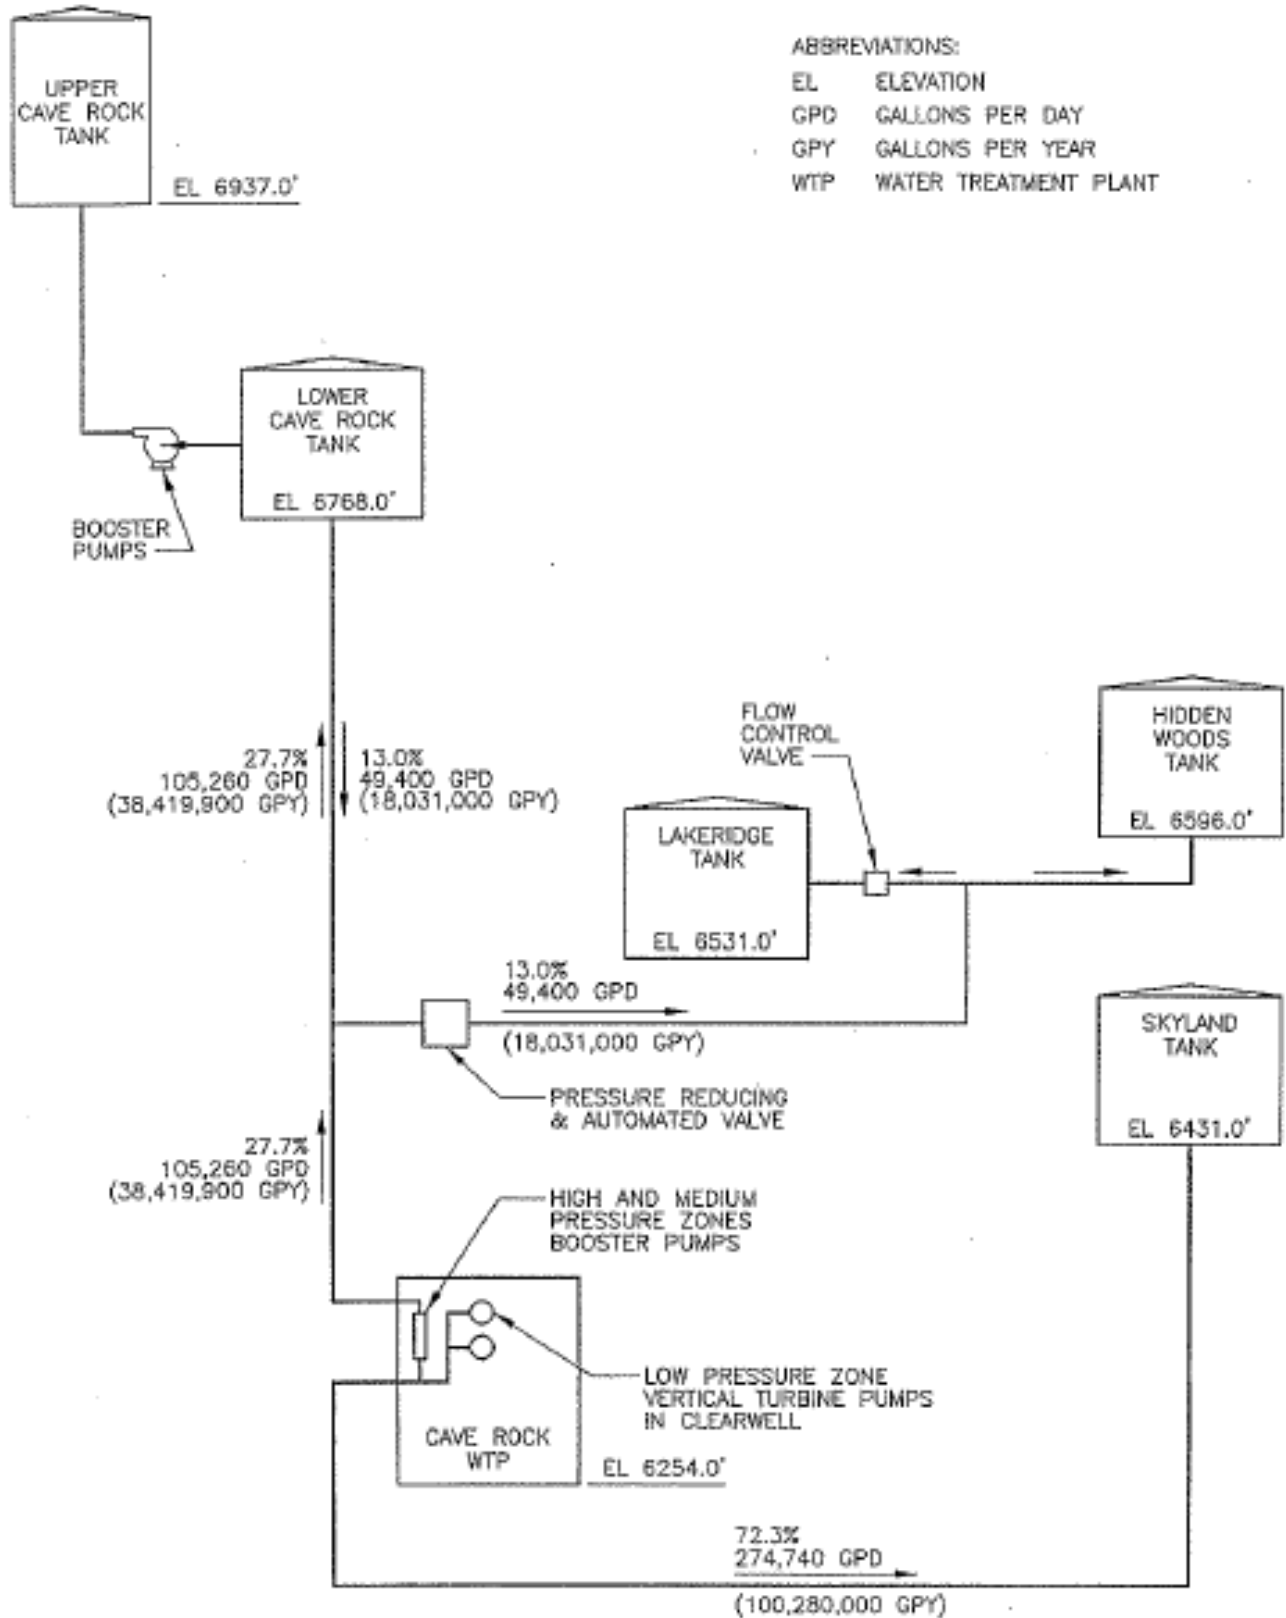 ABBREVIATIONS:
EL ELEVATION
GPD GALLONS PER DAY
GPY GALLONS PER YEAR
WTP WATER TREATMENT PLANT
UPPER
CAVE ROCK
TANK
EL 6937.0'
LOWER
CAVE ROCK
TANK
EL 6768.0'
BOOSTER
PUMPS
27.7%
105,260 GPD
(38,419,900 GPY)
13.0%
49,400 GPD
(18,031,000 GPY)
FLOW
CONTROL
VALVE
HIDDEN
WOODS
TANK
EL 6596.0'
LAKERIDGE
TANK
EL 6531.0'
13.0%
49,400 GPD
(18,031,000 GPY)
SKYLAND
TANK
EL 6431.0'
PRESSURE REDUCING
& AUTOMATED VALVE
27.7%
105,260 GPD
(38,419,900 GPY)
HIGH AND MEDIUM
PRESSURE ZONES
BOOSTER PUMPS
LOW PRESSURE ZONE
VERTICAL TURBINE PUMPS
IN CLEARWELL
CAVE ROCK
WTP
EL 6254.0'
72.3%
274,740 GPD
(100,280,000 GPY)